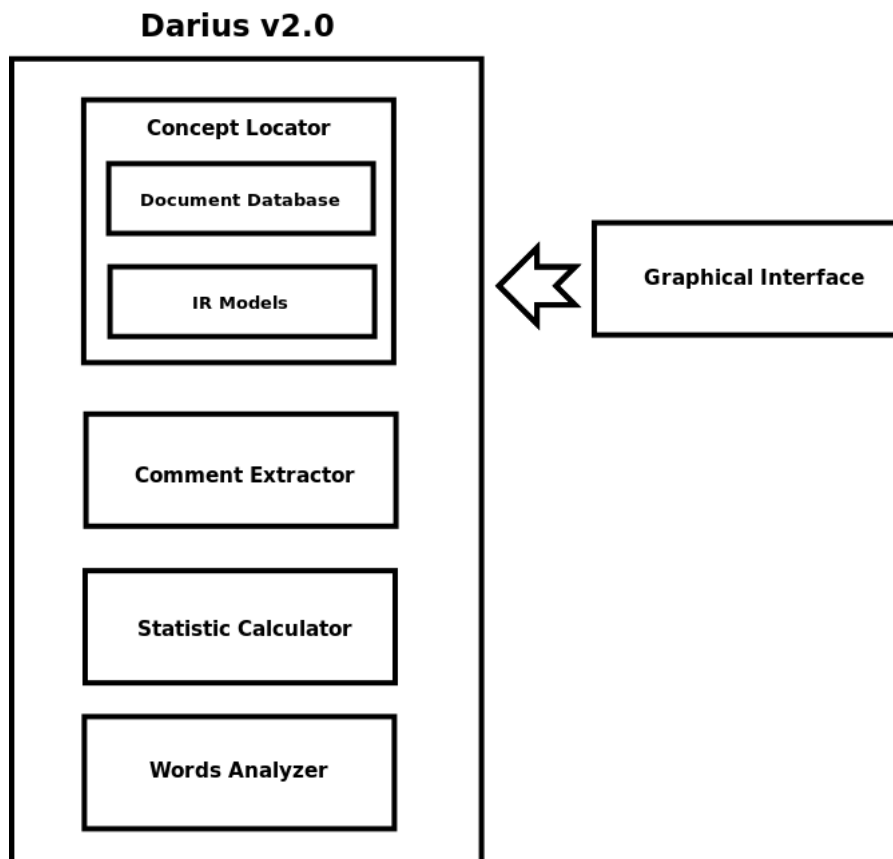 Darius v2.0
Concept Locator
Document Database
IR Models
Comment Extractor
Statistic Calculator
Words Analyzer
Graphical Interface